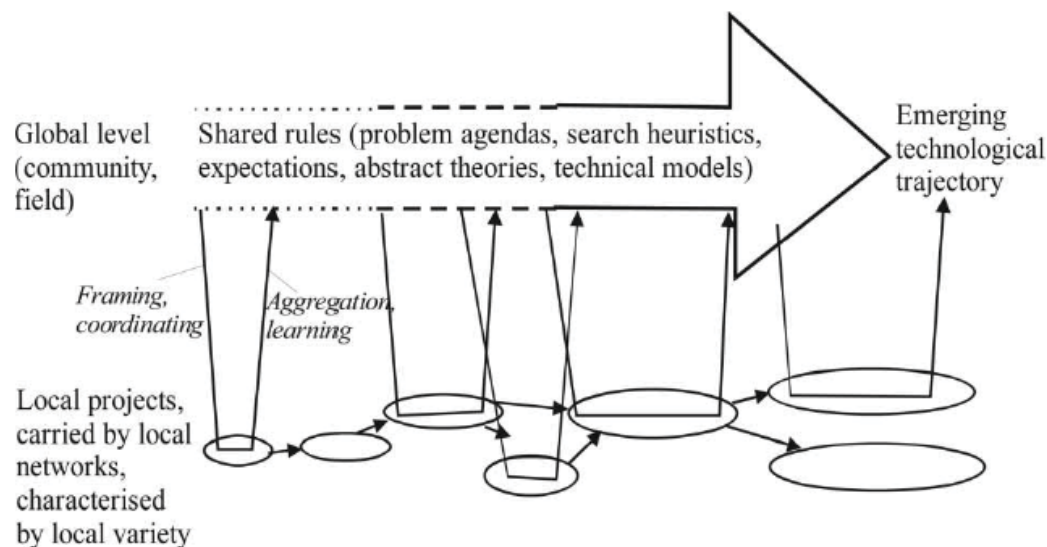 Global level
(community,
field)
Shared rules (problem agendas, search heuristics,
expectations, abstract theories, technical models)
Emerging
technological
trajectory
Framing,
coordinating
Aggregation,
learning
Local projects,
carried by local
networks,
characterised
by local variety